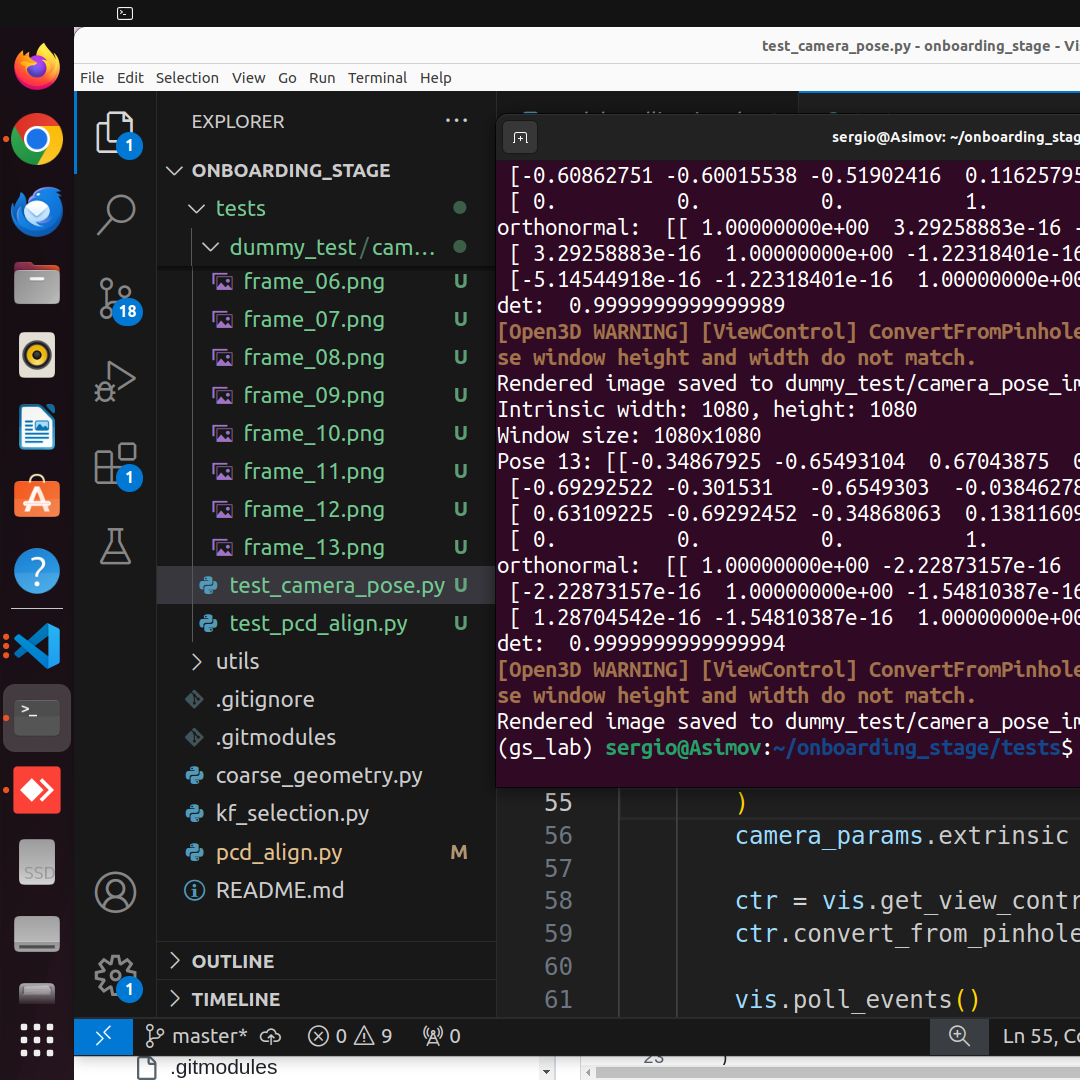 test_camera_pose.py - onboarding_stage - Vi
File Edit Selection View Go Run Terminal Help
EXPLORER
ONBOARDING_STAGE
tests
dummy_test/cam...
frame_06.png U
frame_07.png U
frame_08.png U
frame_09.png U
frame_10.png U
frame_11.png U
frame_12.png U
frame_13.png U
test_camera_pose.py U
test_pcd_align.py U
utils
.gitignore
.gitmodules
coarse_geometry.py
kf_selection.py
pcd_align.py M
README.md
OUTLINE
TIMELINE
1
18
1
1
SSD
sergio@Asimov: ~/onboarding_stag
[-0.60862751 -0.60015538 -0.51902416 0.11625795
[ 0. 0. 0. 1.
orthonormal: [[ 1.00000000e+00 3.29258883e-16 -
[ 3.29258883e-16 1.00000000e+00 -1.22318401e-16
[-5.14544918e-16 -1.22318401e-16 1.00000000e+00
det: 0.9999999999999989
[Open3D WARNING] [ViewControl] ConvertFromPinhole
se window height and width do not match.
Rendered image saved to dummy_test/camera_pose_im
Intrinsic width: 1080, height: 1080
Window size: 1080x1080
Pose 13: [[-0.34867925 -0.65493104 0.67043875 0
[-0.69292522 -0.301531 -0.6549303 -0.03846278
[ 0.63109225 -0.69292452 -0.34868063 0.13811609
[ 0. 0. 0. 1.
orthonormal: [[ 1.00000000e+00 -2.22873157e-16
[-2.22873157e-16 1.00000000e+00 -1.54810387e-16
[ 1.28704542e-16 -1.54810387e-16 1.00000000e+00
det: 0.9999999999999994
[Open3D WARNING] [ViewControl] ConvertFromPinhole
se window height and width do not match.
Rendered image saved to dummy_test/camera_pose_im
(gs_lab) sergio@Asimov:~/onboarding_stage/tests$
55 )
56 camera_params.extrinsic
57
58 ctr = vis.get_view_contr
59 ctr.convert_from_pinhole
60
61 vis.poll_events()
master* 0 9 0 Ln 55, Co
.gitmodules
23 )